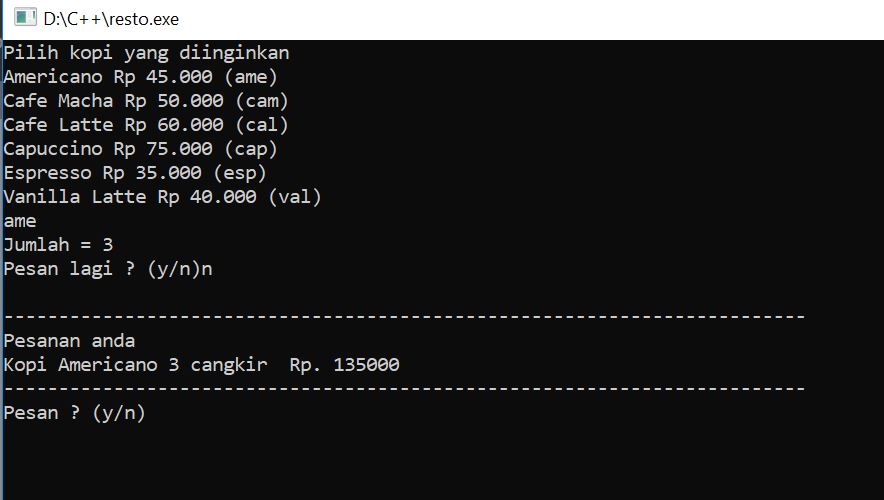 D:\C++\resto.exe
Pilih kopi yang diinginkan
Americano Rp 45.000 (ame)
Cafe Macha Rp 50.000 (cam)
Cafe Latte Rp 60.000 (cal)
Capuccino Rp 75.000 (cap)
Espresso Rp 35.000 (esp)
Vanilla Latte Rp 40.000 (val)
ame
Jumlah = 3
Pesan lagi ? (y/n)n
-------------------------------------------------------------------------
Pesanan anda
Kopi Americano 3 cangkir  Rp. 135000
-------------------------------------------------------------------------
Pesan ? (y/n)